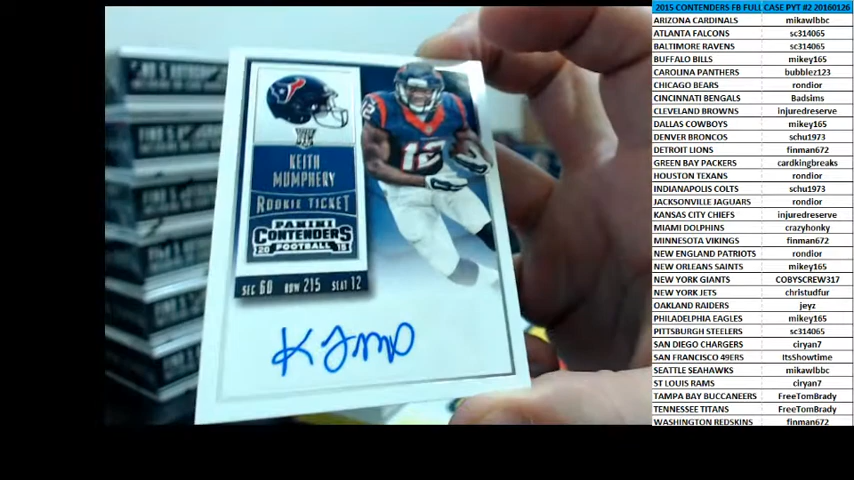 2015 CONTENDERS FB FULL CASE PYT #2 20160126
ARIZONA CARDINALS mikawlbbc
ATLANTA FALCONS sc314065
BALTIMORE RAVENS sc314065
BUFFALO BILLS mikey165
CAROLINA PANTHERS bubblez123
CHICAGO BEARS rondior
CINCINNATI BENGALS Badsims
CLEVELAND BROWNS injuredreserve
DALLAS COWBOYS mikey165
DENVER BRONCOS schu1973
DETROIT LIONS finman672
GREEN BAY PACKERS cardkingbreaks
HOUSTON TEXANS rondior
INDIANAPOLIS COLTS schu1973
JACKSONVILLE JAGUARS rondior
KANSAS CITY CHIEFS injuredreserve
MIAMI DOLPHINS crazyhonky
MINNESOTA VIKINGS finman672
NEW ENGLAND PATRIOTS rondior
NEW ORLEANS SAINTS mikey165
NEW YORK GIANTS COBYSCREW317
NEW YORK JETS christudfur
OAKLAND RAIDERS jeyz
PHILADELPHIA EAGLES mikey165
PITTSBURGH STEELERS sc314065
SAN DIEGO CHARGERS ciryan7
SAN FRANCISCO 49ERS ItsShowtime
SEATTLE SEAHAWKS mikawlbbc
ST LOUIS RAMS ciryan7
TAMPA BAY BUCCANEERS FreeTomBrady
TENNESSEE TITANS FreeTomBrady
WASHINGTON REDSKINS finman672
KEITH
MUMPHERY
ROOKIE TICKET
PANINI
CONTENDERS
20 FOOTBALL 15
SEC 60 ROW 215 SEAT 12
12